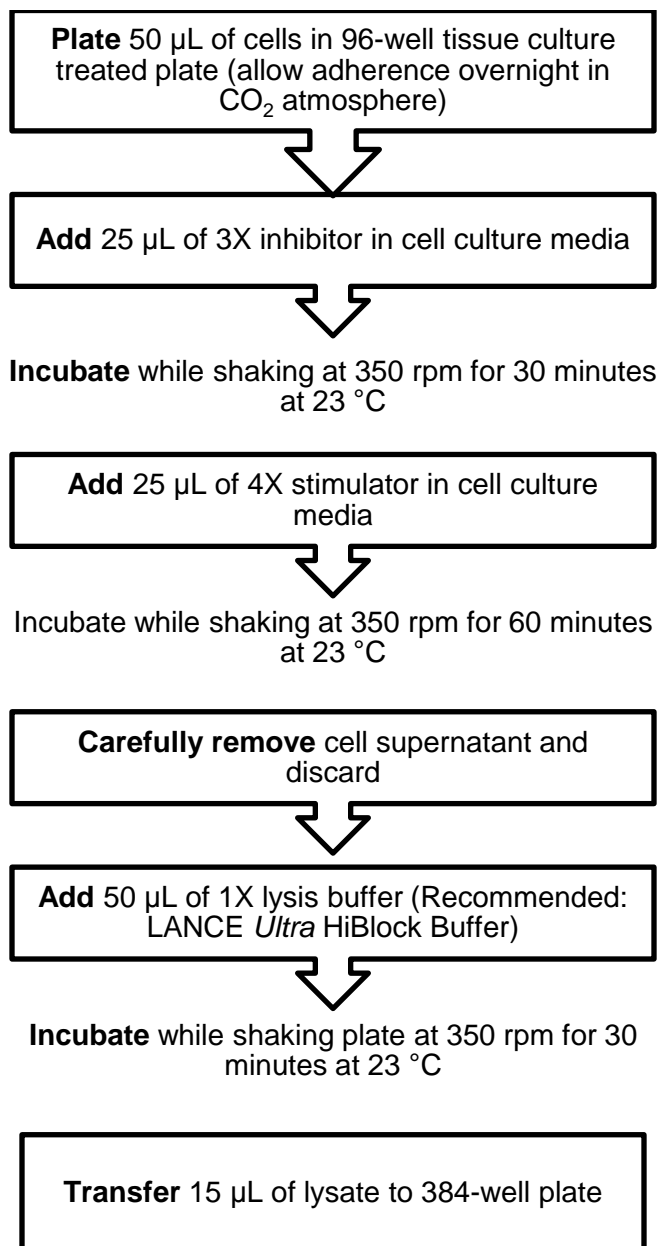 Plate 50 µL of cells in 96-well tissue culture
treated plate (allow adherence overnight in
CO₂ atmosphere)
Add 25 µL of 3X inhibitor in cell culture media
Incubate while shaking at 350 rpm for 30 minutes
at 23 °C
Add 25 µL of 4X stimulator in cell culture
media
Incubate while shaking at 350 rpm for 60 minutes
at 23 °C
Carefully remove cell supernatant and
discard
Add 50 µL of 1X lysis buffer (Recommended:
LANCE Ultra HiBlock Buffer)
Incubate while shaking plate at 350 rpm for 30
minutes at 23 °C
Transfer 15 µL of lysate to 384-well plate